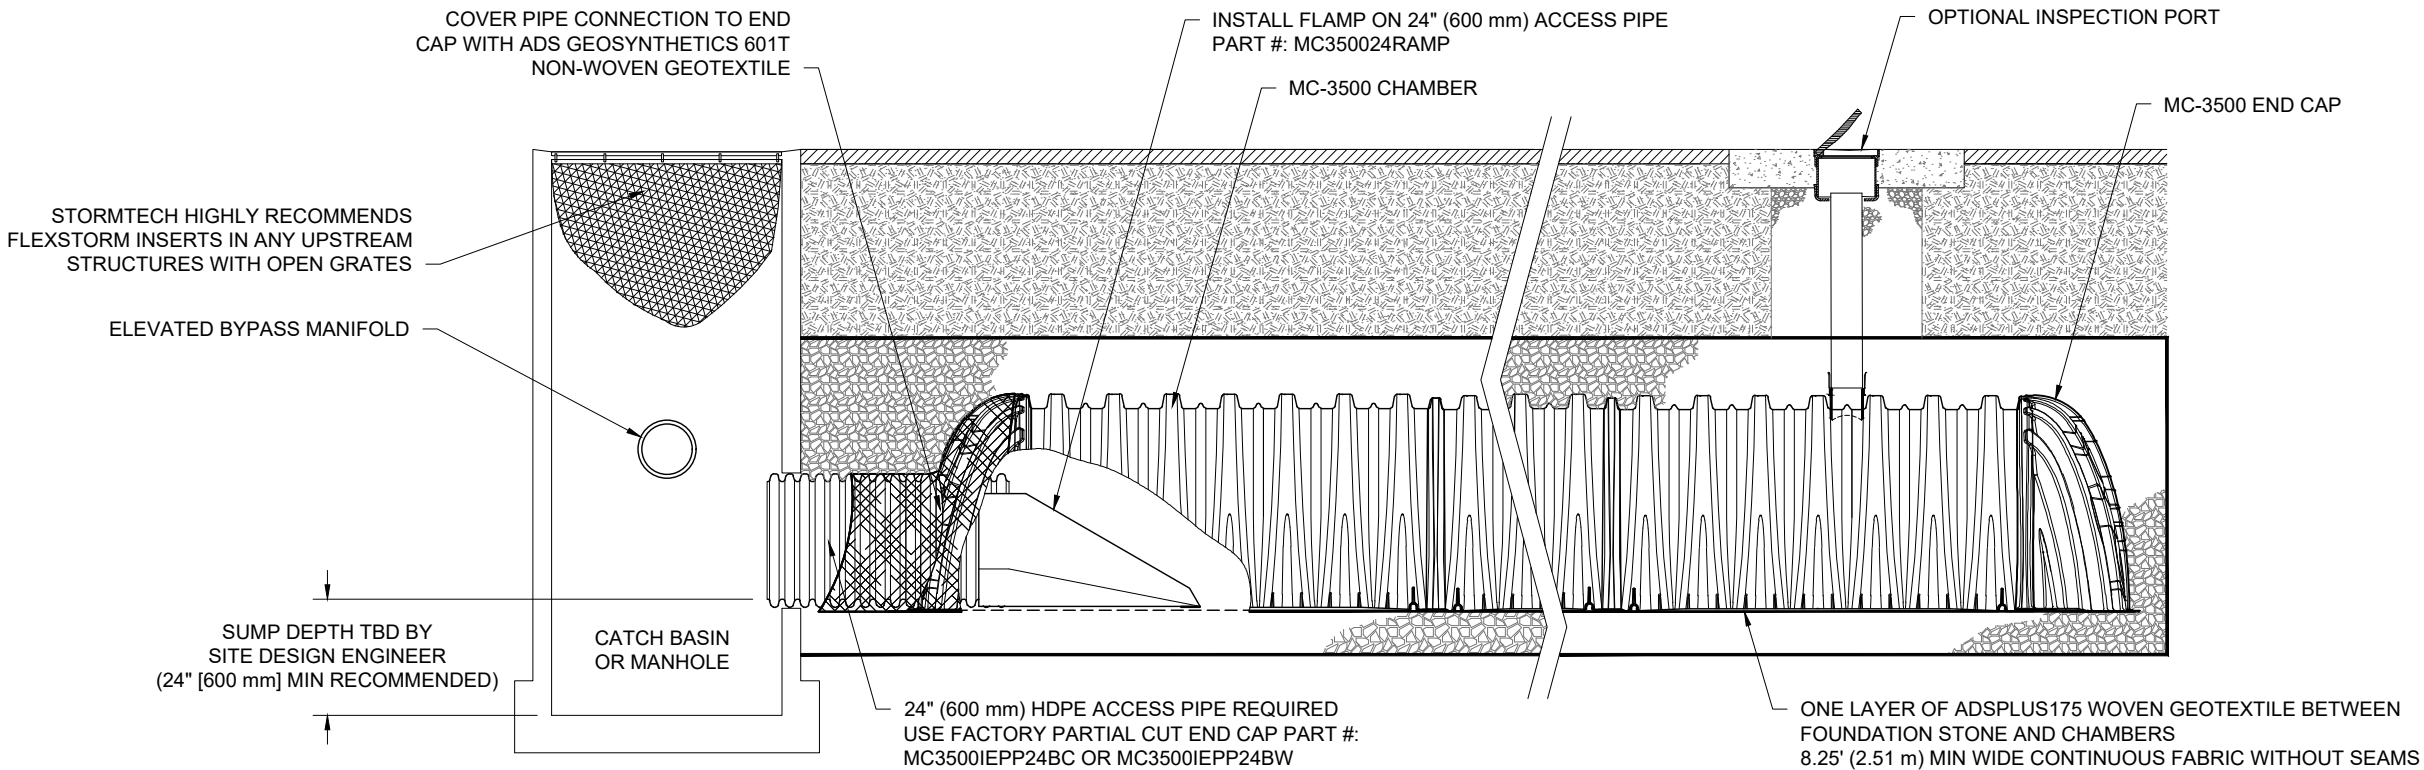 COVER PIPE CONNECTION TO END
CAP WITH ADS GEOSYNTHETICS 601T
NON-WOVEN GEOTEXTILE
INSTALL FLAMP ON 24" (600 mm) ACCESS PIPE
PART #: MC350024RAMP
MC-3500 CHAMBER
OPTIONAL INSPECTION PORT
MC-3500 END CAP
STORMTECH HIGHLY RECOMMENDS
FLEXSTORM INSERTS IN ANY UPSTREAM
STRUCTURES WITH OPEN GRATES
ELEVATED BYPASS MANIFOLD
SUMP DEPTH TBD BY
SITE DESIGN ENGINEER
(24" [600 mm] MIN RECOMMENDED)
CATCH BASIN
OR MANHOLE
24" (600 mm) HDPE ACCESS PIPE REQUIRED
USE FACTORY PARTIAL CUT END CAP PART #:
MC3500IEPP24BC OR MC3500IEPP24BW
ONE LAYER OF ADSPLUS175 WOVEN GEOTEXTILE BETWEEN
FOUNDATION STONE AND CHAMBERS
8.25' (2.51 m) MIN WIDE CONTINUOUS FABRIC WITHOUT SEAMS